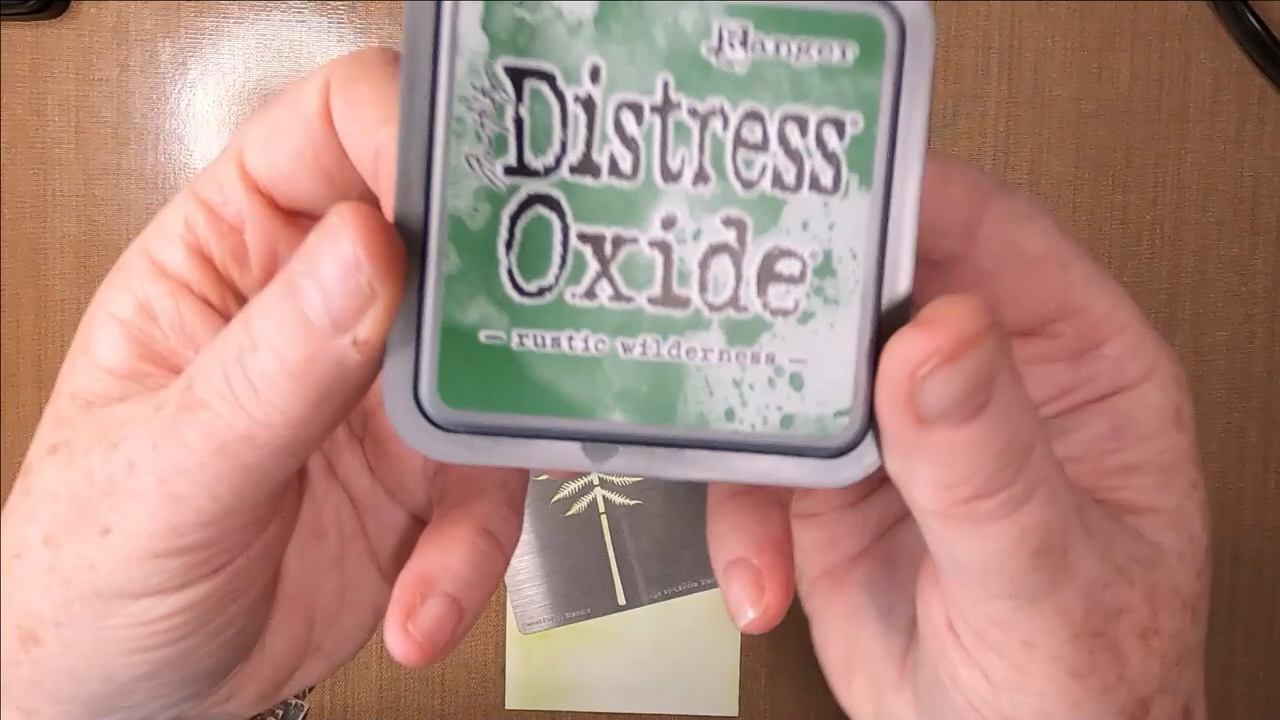 Ranger
Distress
Oxide
— rustic wilderness —